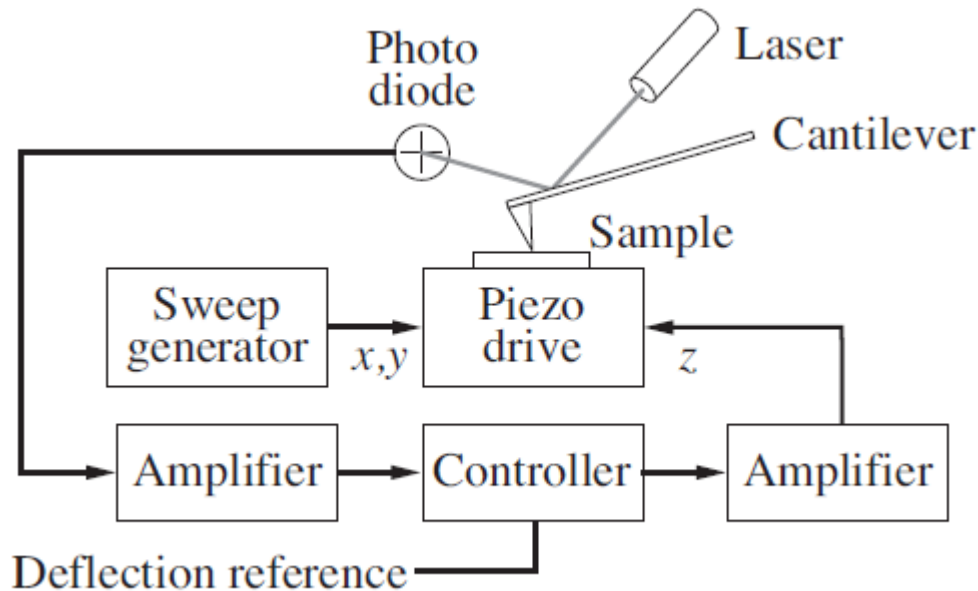 Photo
diode
Laser
Cantilever
Sample
Sweep
generator
x,y
Piezo
drive
z
Amplifier
Controller
Amplifier
Deflection reference